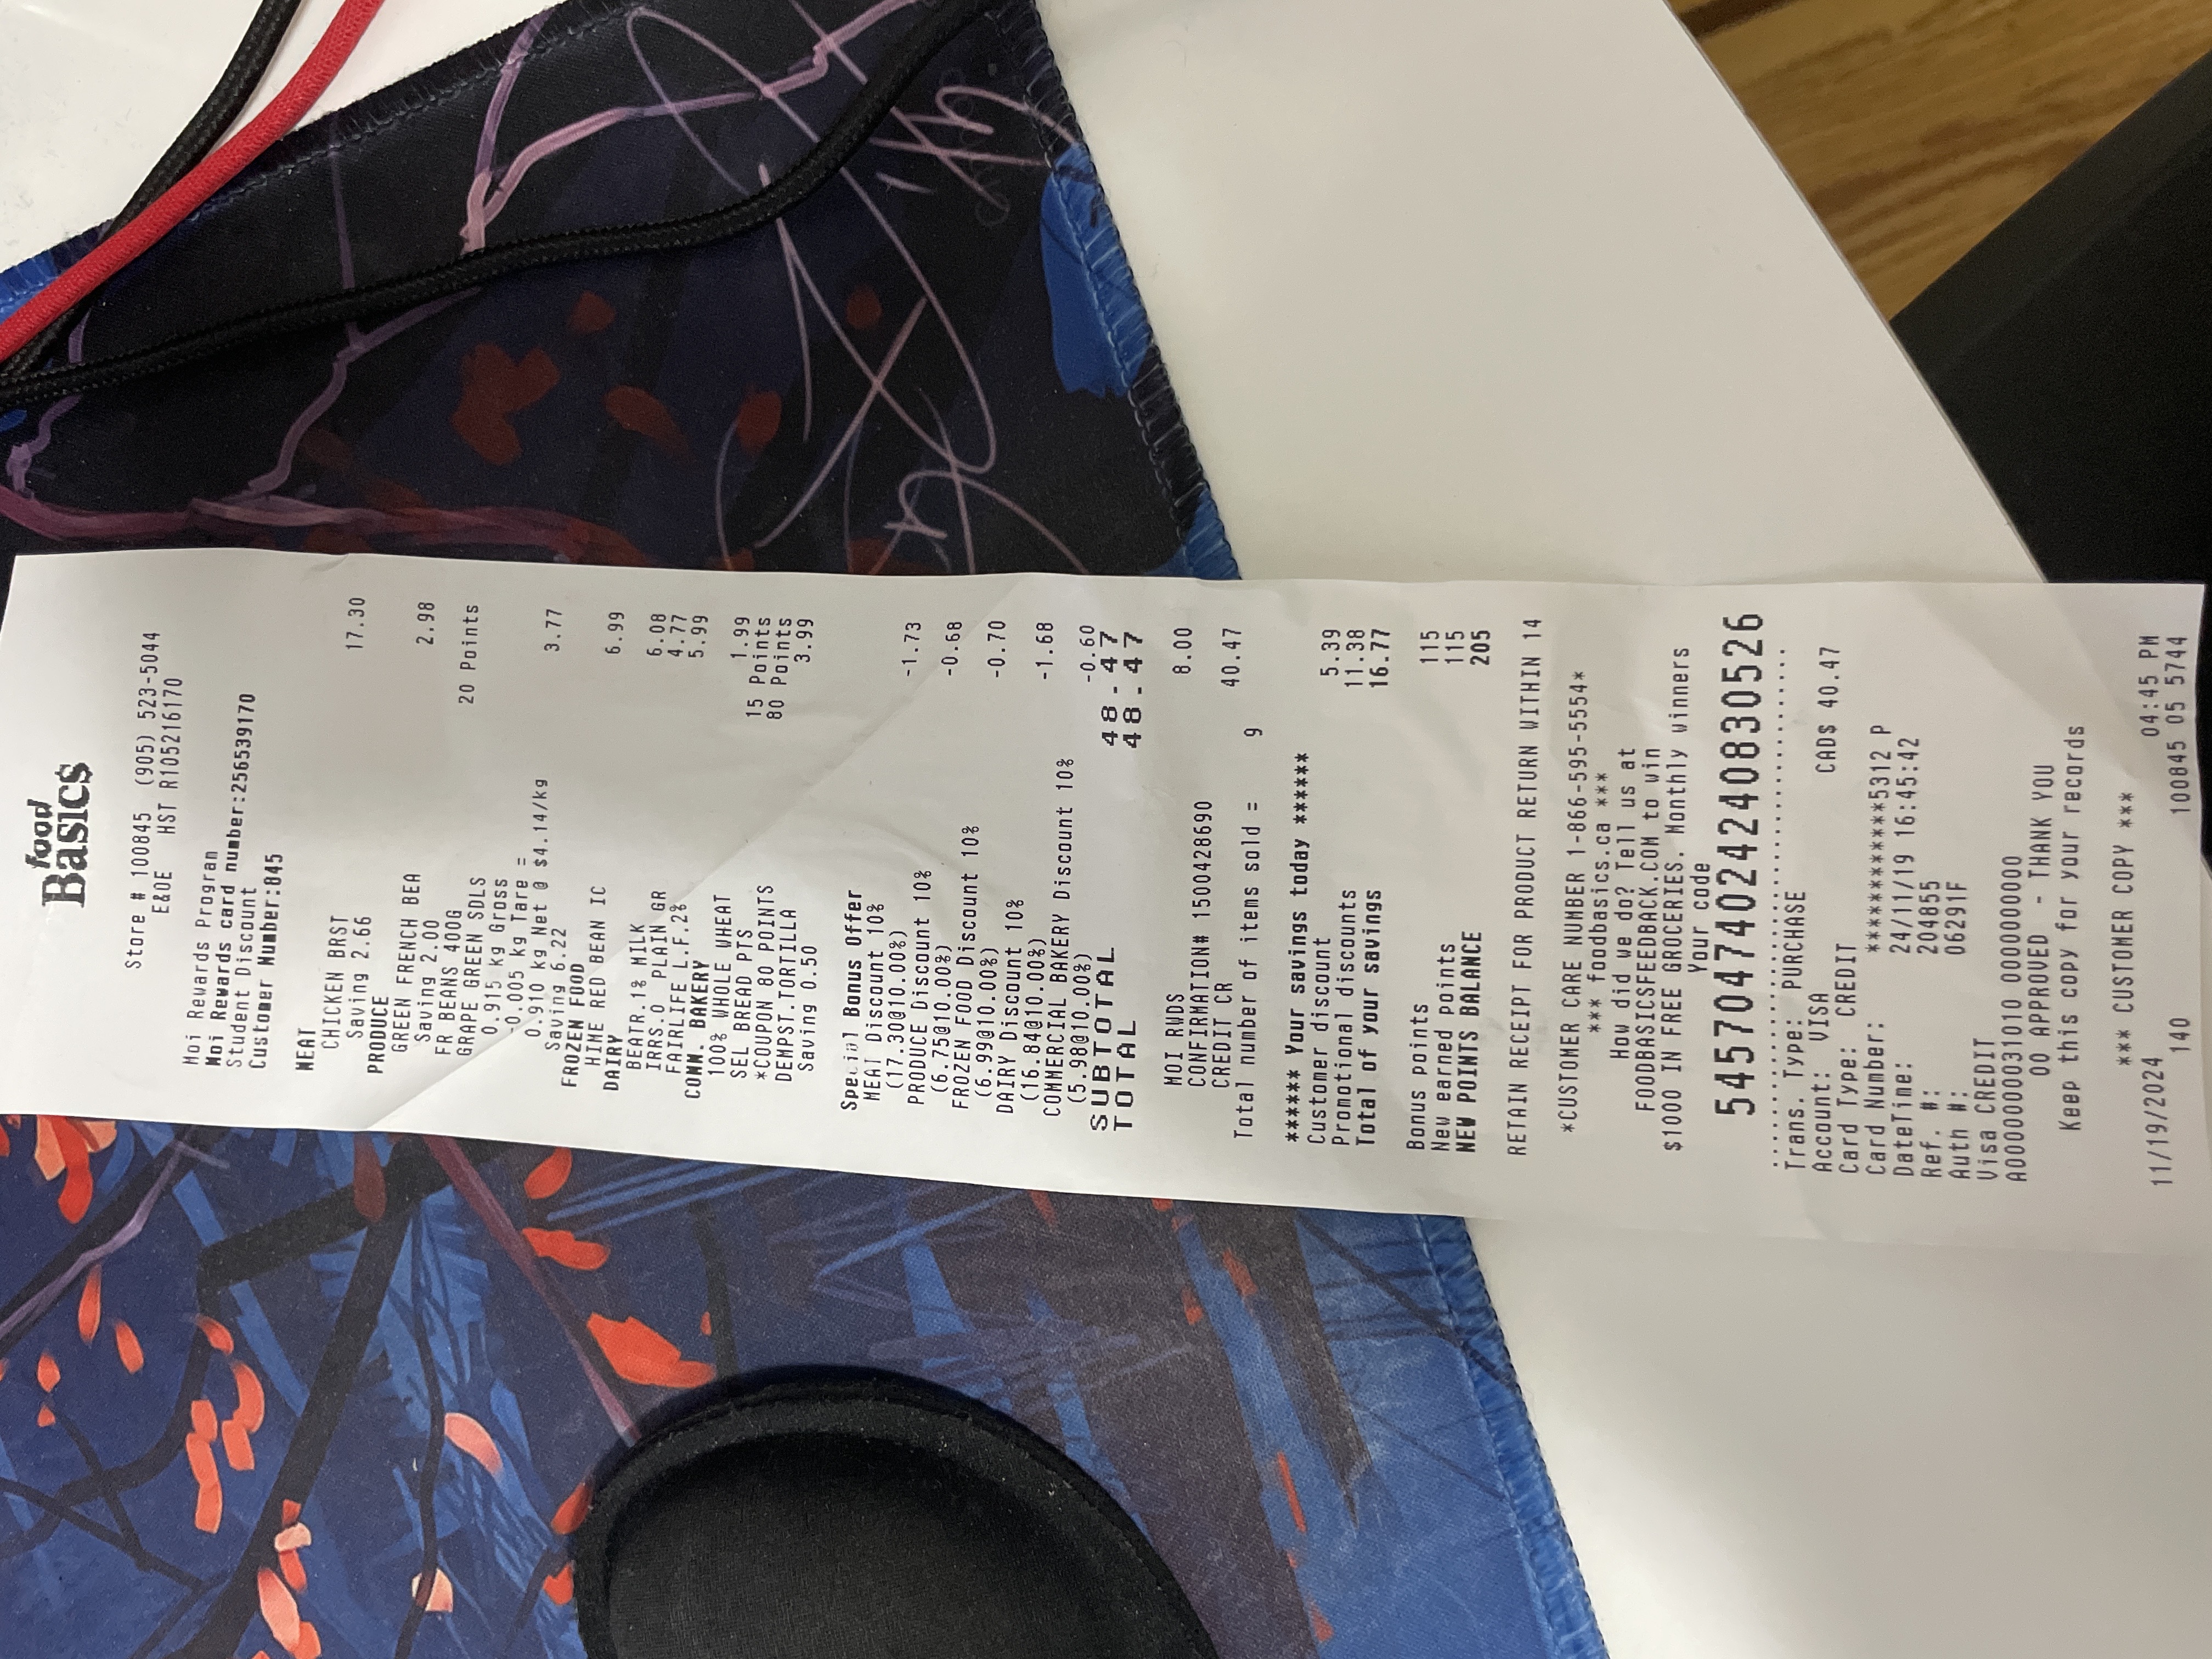 food
Basic$
Store # 100845 (905) 523-5044
E&OE HST R105216170
Moi Rewards Program
Moi Rewards card number:256539170
Student Discount
Customer Number:845
MEAT
CHICKEN BRST 17.30
Saving 2.66
PRODUCE
GREEN FRENCH BEA 2.98
Saving 2.00
FR BEANS 400G 20 Points
GRAPE GREEN SDLS
0.915 kg Gross
-0.005 kg Tare =
0.910 kg Net @ $4.14/kg 3.77
Saving 6.22
FROZEN FOOD
HIME RED BEAN IC 6.99
DAIRY
BEATR.1% MILK 6.08
IRRS.O PLAIN GR 4.77
FAIRLIFE L.F.2% 5.99
COMM. BAKERY
100% WHOLE WHEAT 1.99
SEL BREAD PTS 15 Points
*COUPON 80 POINTS 80 Points
DEMPST.TORTILLA 3.99
Saving 0.50
Special Bonus Offer
MEAT Discount 10%
(17.30@10.00%) -1.73
PRODUCE Discount 10%
(6.75@10.00%) -0.68
FROZEN FOOD Discount 10%
(6.99@10.00%) -0.70
DAIRY Discount 10%
(16.84@10.00%) -1.68
COMMERCIAL BAKERY Discount 10%
(5.98@10.00%) -0.60
SUBTOTAL 48.47
TOTAL 48.47
MOI RWDS 8.00
CONFIRMATION# 1500428690
CREDIT CR 40.47
Total number of items sold = 9
****** Your savings today ******
Customer discount 5.39
Promotional discounts 11.38
Total of your savings 16.77
Bonus points 115
New earned points 115
NEW POINTS BALANCE 205
RETAIN RECEIPT FOR PRODUCT RETURN WITHIN 14
*CUSTOMER CARE NUMBER 1-866-595-5554*
*** foodbasics.ca ***
How did we do? Tell us at
FOODBASICSFEEDBACK.COM to win
$1000 IN FREE GROCERIES. Monthly winners
Your code
54570474024240830526
Trans. Type: PURCHASE
Account: VISA CAD$ 40.47
Card Type: CREDIT
Card Number: ************5312 P
DateTime: 24/11/19 16:45:42
Ref. #: 204855
Auth #: 06291F
Visa CREDIT
A0000000031010 0000000000
00 APPROVED - THANK YOU
Keep this copy for your records
*** CUSTOMER COPY ***
11/19/2024 04:45 PM
140 100845 05 5744